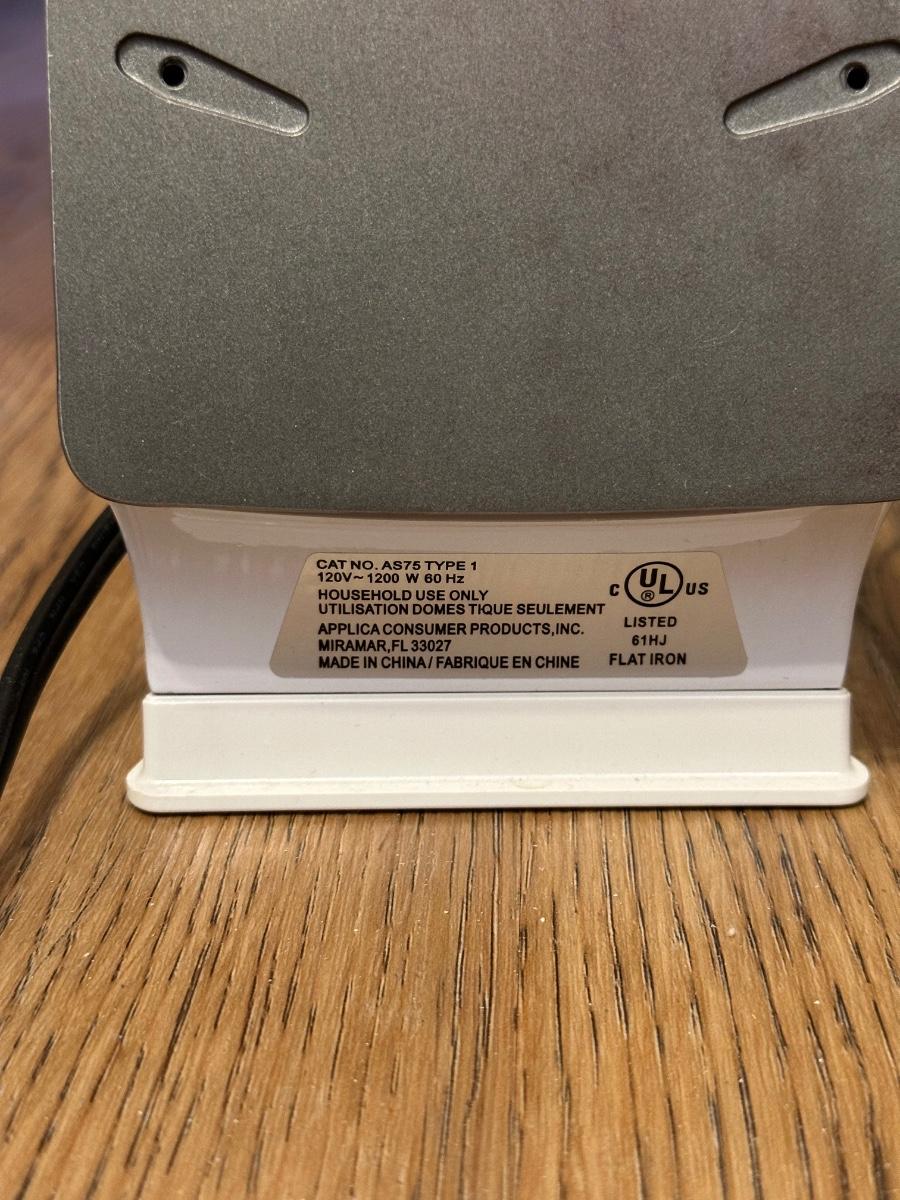 CAT NO. AS75 TYPE 1
120V~ 1200 W 60 Hz
HOUSEHOLD USE ONLY
UTILISATION DOMES TIQUE SEULEMENT
APPLICA CONSUMER PRODUCTS,INC.
MIRAMAR,FL 33027
MADE IN CHINA / FABRIQUE EN CHINE
C UL ® US
LISTED
61HJ
FLAT IRON